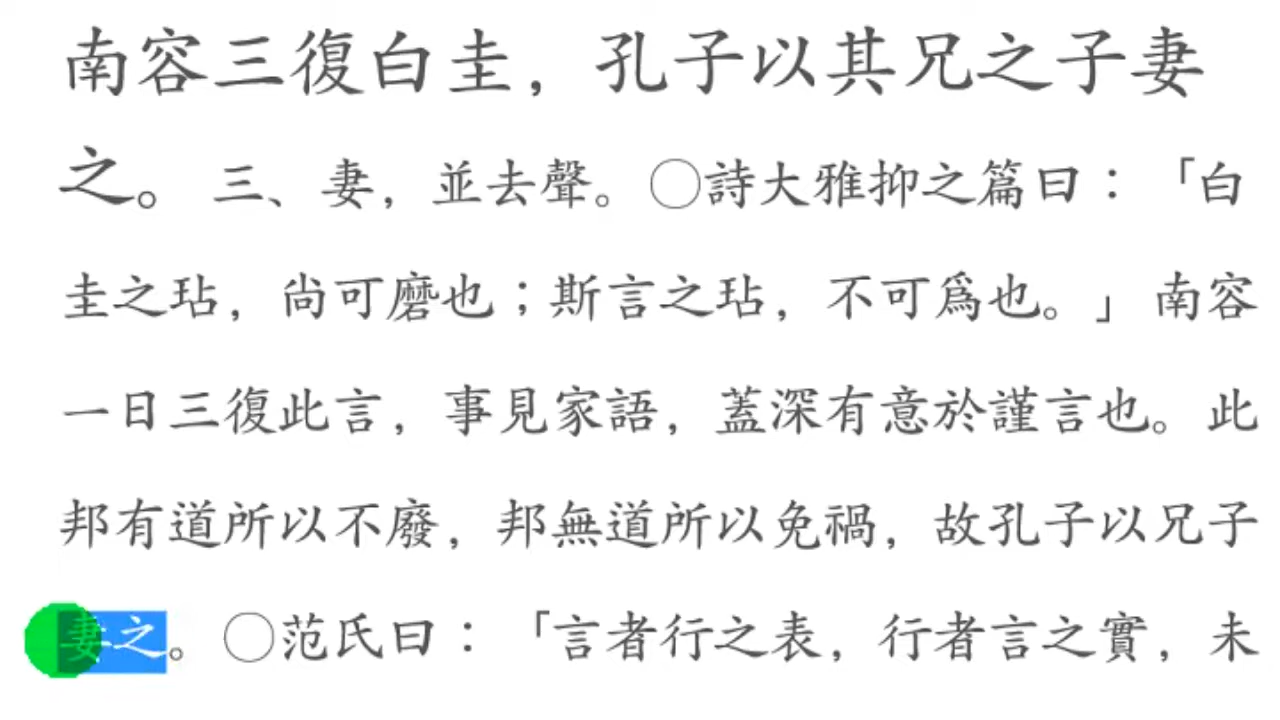 南容三復白圭，孔子以其兄之子妻
之。三、妻，並去聲。〇詩大雅抑之篇曰：「白
圭之玷，尚可磨也；斯言之玷，不可爲也。」南容
一日三復此言，事見家語，蓋深有意於謹言也。此
邦有道所以不廢，邦無道所以免禍，故孔子以兄子
妻之。〇范氏曰：「言者行之表，行者言之實，未